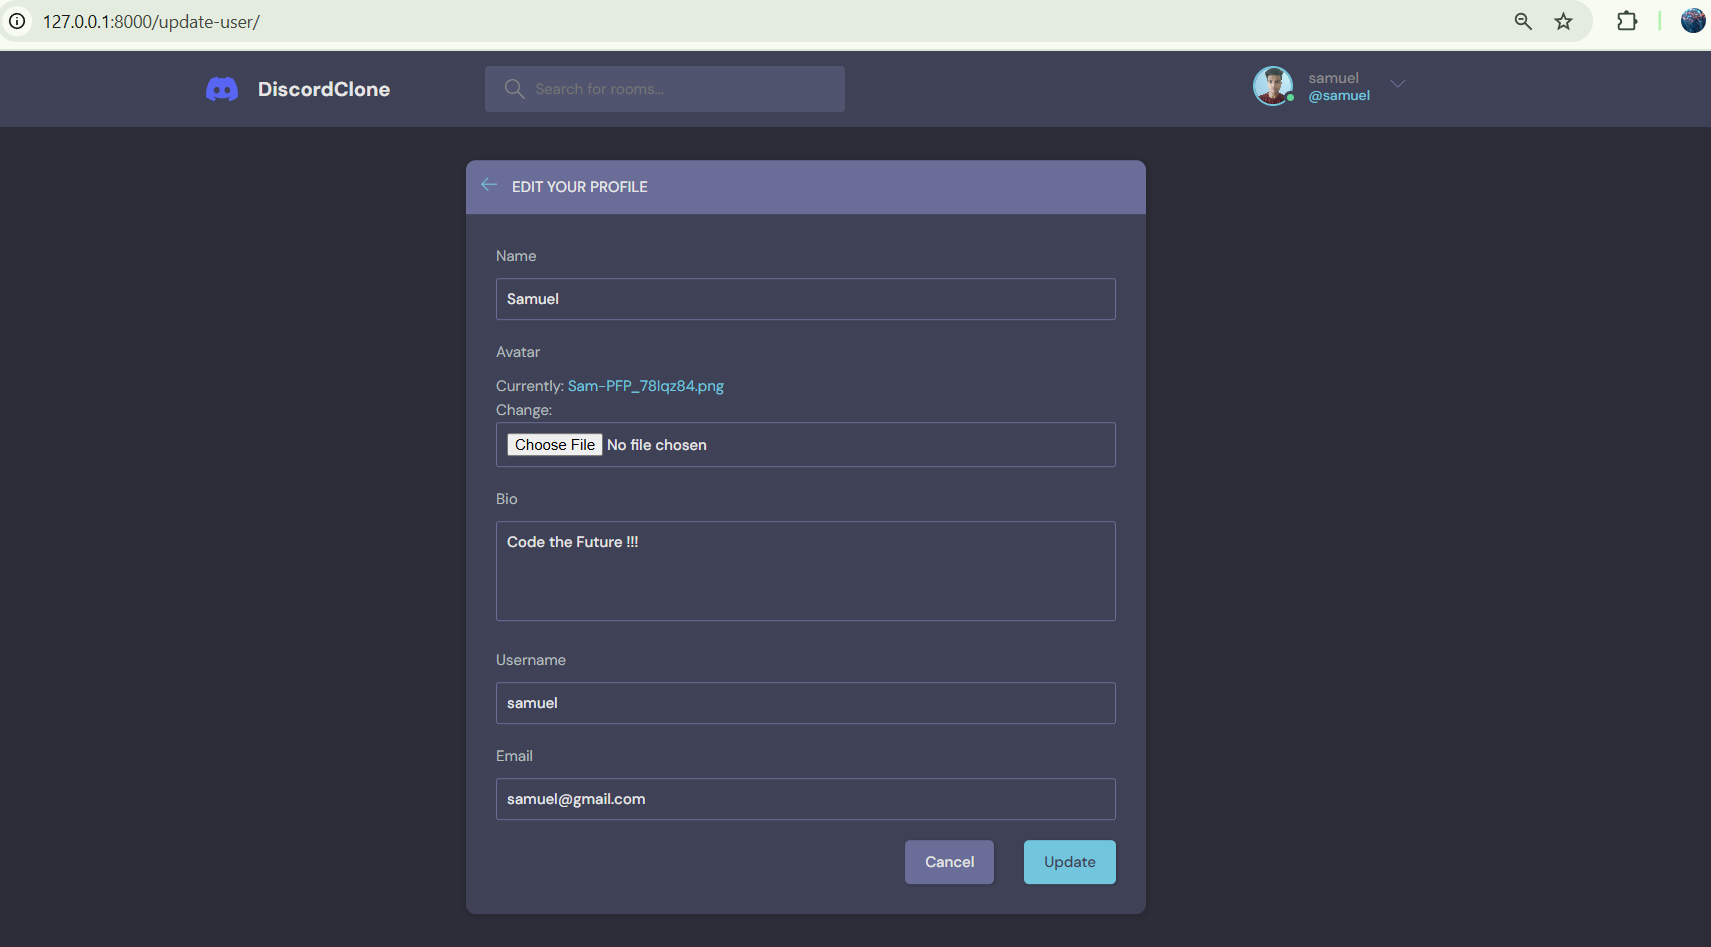 127.0.0.1:8000/update-user/
DiscordClone
Search for rooms...
samuel
@samuel
EDIT YOUR PROFILE
Name
Samuel
Avatar
Currently: Sam-PFP_78lqz84.png
Change:
Choose File No file chosen
Bio
Code the Future !!!
Username
samuel
Email
samuel@gmail.com
Cancel Update